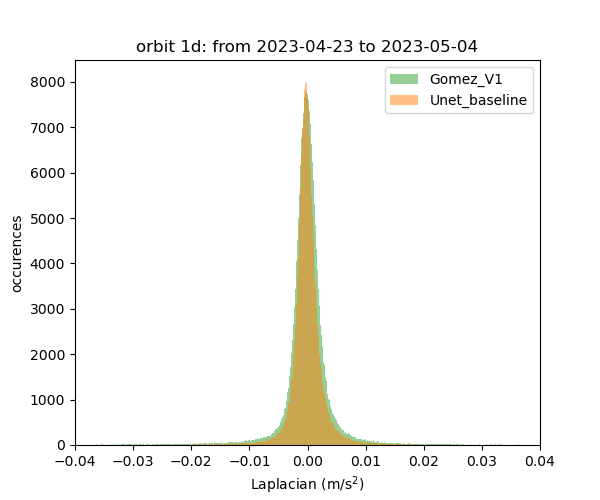 orbit 1d: from 2023-04-23 to 2023-05-04
Gomez_V1
Unet_baseline
occurences
8000
7000
6000
5000
4000
3000
2000
1000
0
−0.04 −0.03 −0.02 −0.01 0.00 0.01 0.02 0.03 0.04
Laplacian (m/s²)